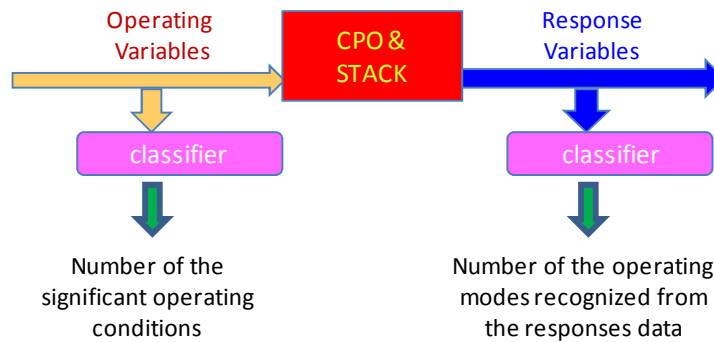 Operating
Variables
CPO &
STACK
Response
Variables
classifier
classifier
Number of the
significant operating
conditions
Number of the operating
modes recognized from
the responses data